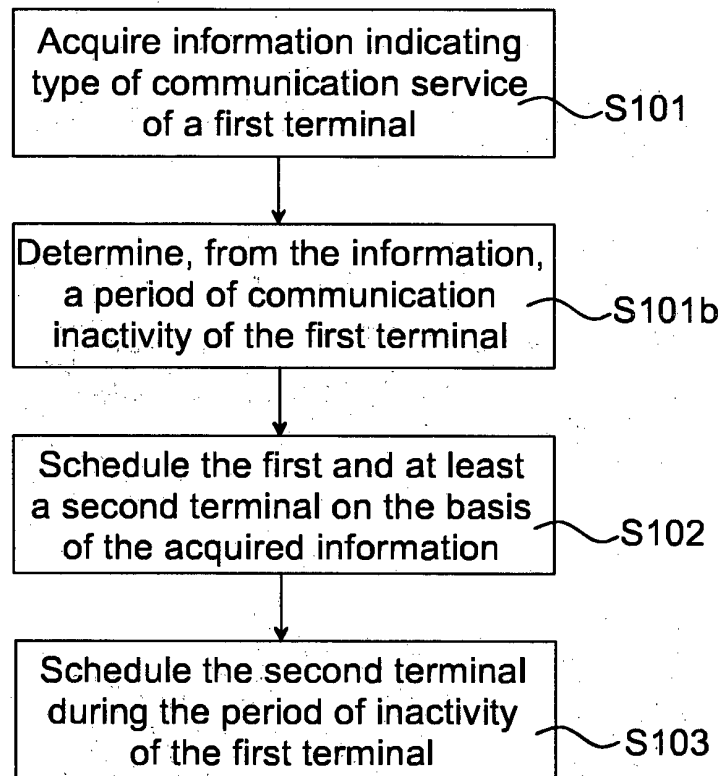 Acquire information indicating
type of communication service
of a first terminal
S101
Determine, from the information,
a period of communication
inactivity of the first terminal
S101b
Schedule the first and at least
a second terminal on the basis
of the acquired information
S102
Schedule the second terminal
during the period of inactivity
of the first terminal
S103